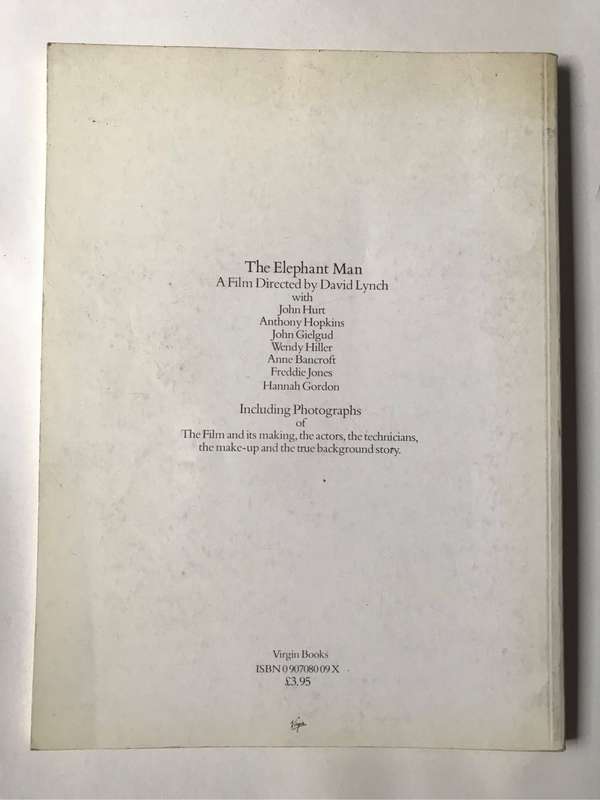 The Elephant Man
A Film Directed by David Lynch
with
John Hurt
Anthony Hopkins
John Gielgud
Wendy Hiller
Anne Bancroft
Freddie Jones
Hannah Gordon
Including Photographs
of
The Film and its making, the actors, the technicians,
the make-up and the true background story.
Virgin Books
ISBN 0 907080 09 X
£3.95
Virgin